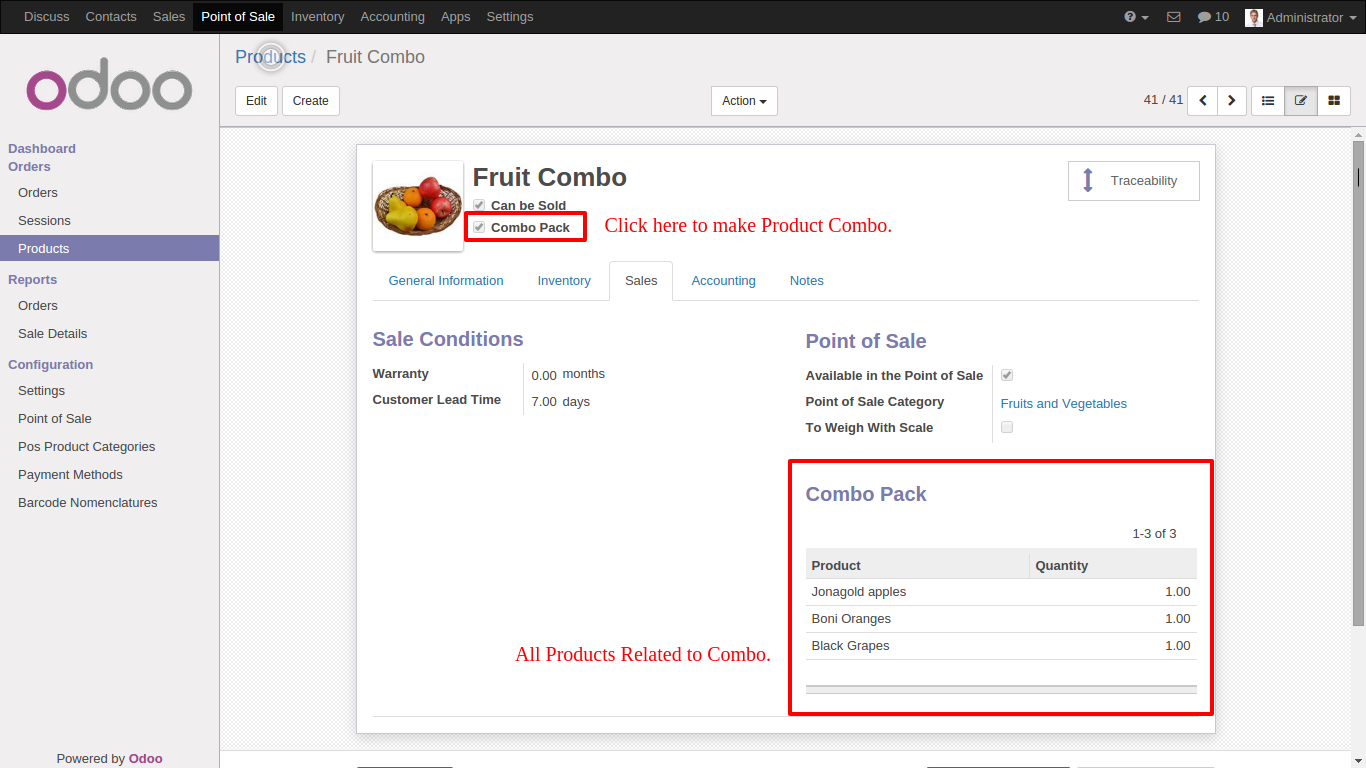 Discuss Contacts Sales Point of Sale Inventory Accounting Apps Settings 10 Administrator
odoo
Products / Fruit Combo
Edit Create Action 41 / 41
Dashboard
Orders
Orders
Sessions
Products
Reports
Orders
Sale Details
Configuration
Settings
Point of Sale
Pos Product Categories
Payment Methods
Barcode Nomenclatures
Powered by Odoo
Fruit Combo
Traceability
Can be Sold
Combo Pack
Click here to make Product Combo.
General Information Inventory Sales Accounting Notes
Sale Conditions
Warranty 0.00 months
Customer Lead Time 7.00 days
Point of Sale
Available in the Point of Sale
Point of Sale Category Fruits and Vegetables
To Weigh With Scale
Combo Pack
1-3 of 3
Product Quantity
Jonagold apples 1.00
Boni Oranges 1.00
Black Grapes 1.00
All Products Related to Combo.